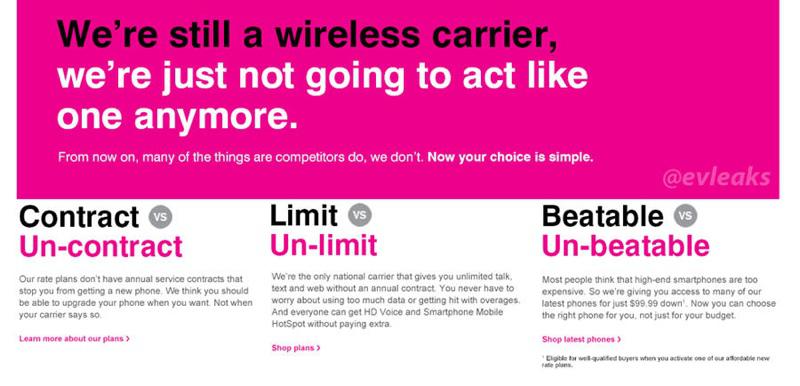 We're still a wireless carrier,
we're just not going to act like
one anymore.
From now on, many of the things are competitors do, we don't. Now your choice is simple.
@evleaks
Contract vs
Un-contract
Our rate plans don't have annual service contracts that
stop you from getting a new phone. We think you should
be able to upgrade your phone when you want. Not when
your carrier says so.
Learn more about our plans >
Limit vs
Un-limit
We're the only national carrier that gives you unlimited talk,
text and web without an annual contract. You never have to
worry about using too much data or getting hit with overages.
And everyone can get HD Voice and Smartphone Mobile
HotSpot without paying extra.
Shop plans >
Beatable vs
Un-beatable
Most people think that high-end smartphones are too
expensive. So we're giving you access to many of our
latest phones for just $99.99 down¹. Now you can choose
the right phone for you, not just for your budget.
Shop latest phones >
¹ Eligible for well-qualified buyers when you activate one of our affordable new
rate plans.